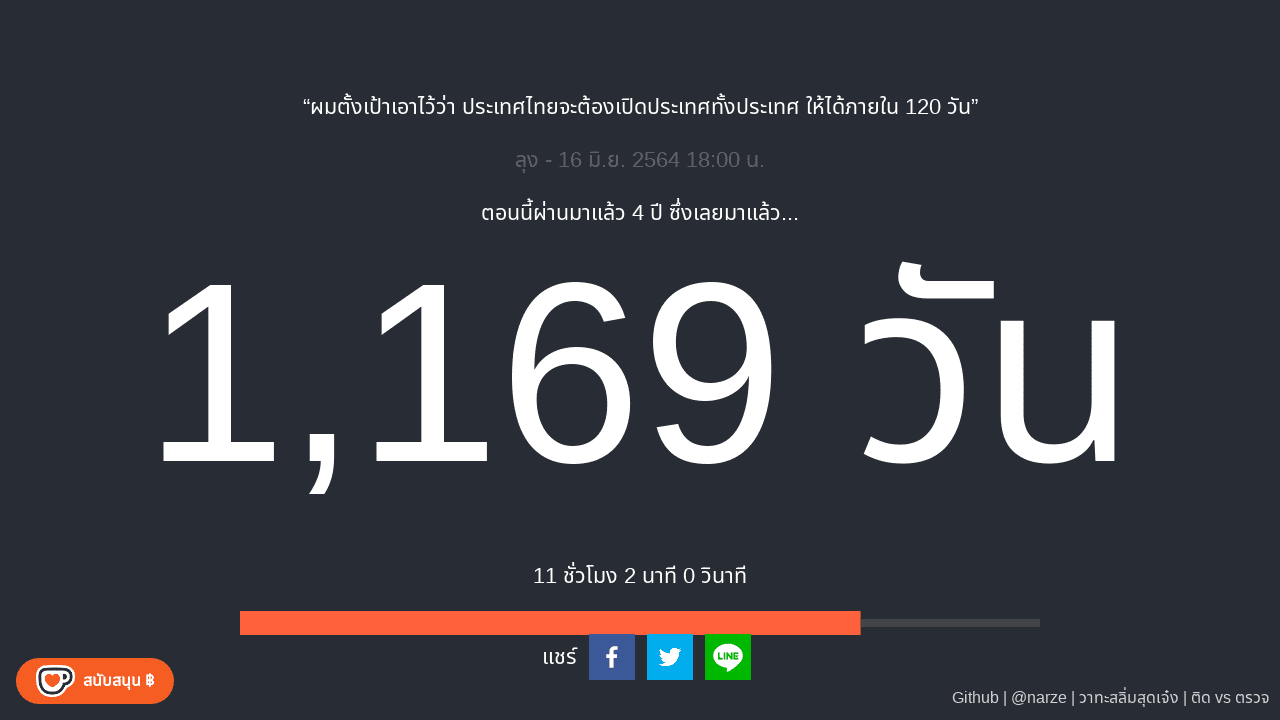 “ผมตั้งเป้าเอาไว้ว่า ประเทศไทยจะต้องเปิดประเทศทั้งประเทศ ให้ได้ภายใน 120 วัน”
ลุง - 16 มิ.ย. 2564 18:00 น.
ตอนนี้ผ่านมาแล้ว 4 ปี ซึ่งเลยมาแล้ว...
1,169 วัน
11 ชั่วโมง 2 นาที 0 วินาที
แชร์
LINE
สนับสนุน ฿
Github | @narze | วาทะสลิ่มสุดเจ๋ง | ติด vs ตรวจ